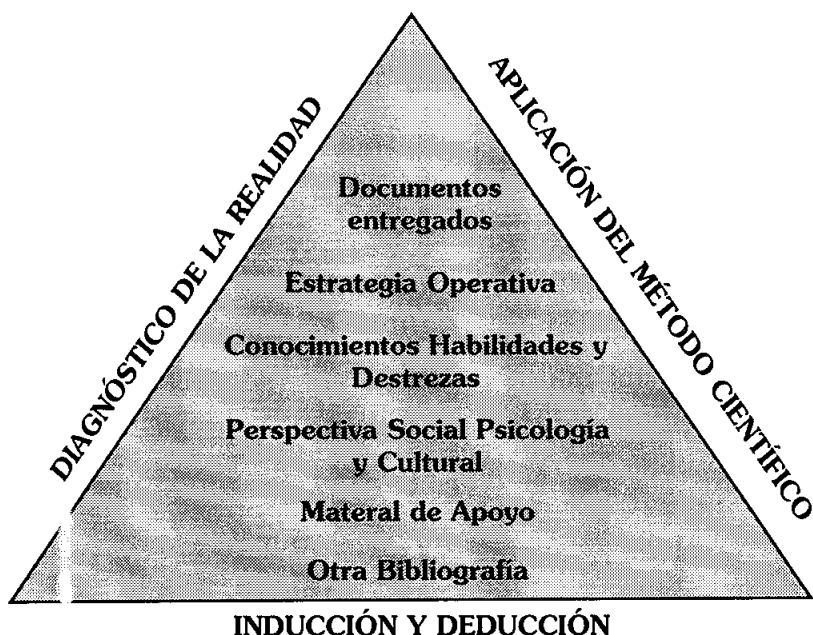 DIAGNÓSTICO DE LA REALIDAD
APLICACIÓN DEL MÉTODO CIENTÍFICO
Documentos
entregados
Estrategia Operativa
Conocimientos Habilidades y
Destrezas
Perspectiva Social Psicología
y Cultural
Materal de Apoyo
Otra Bibliografía
INDUCCIÓN Y DEDUCCIÓN